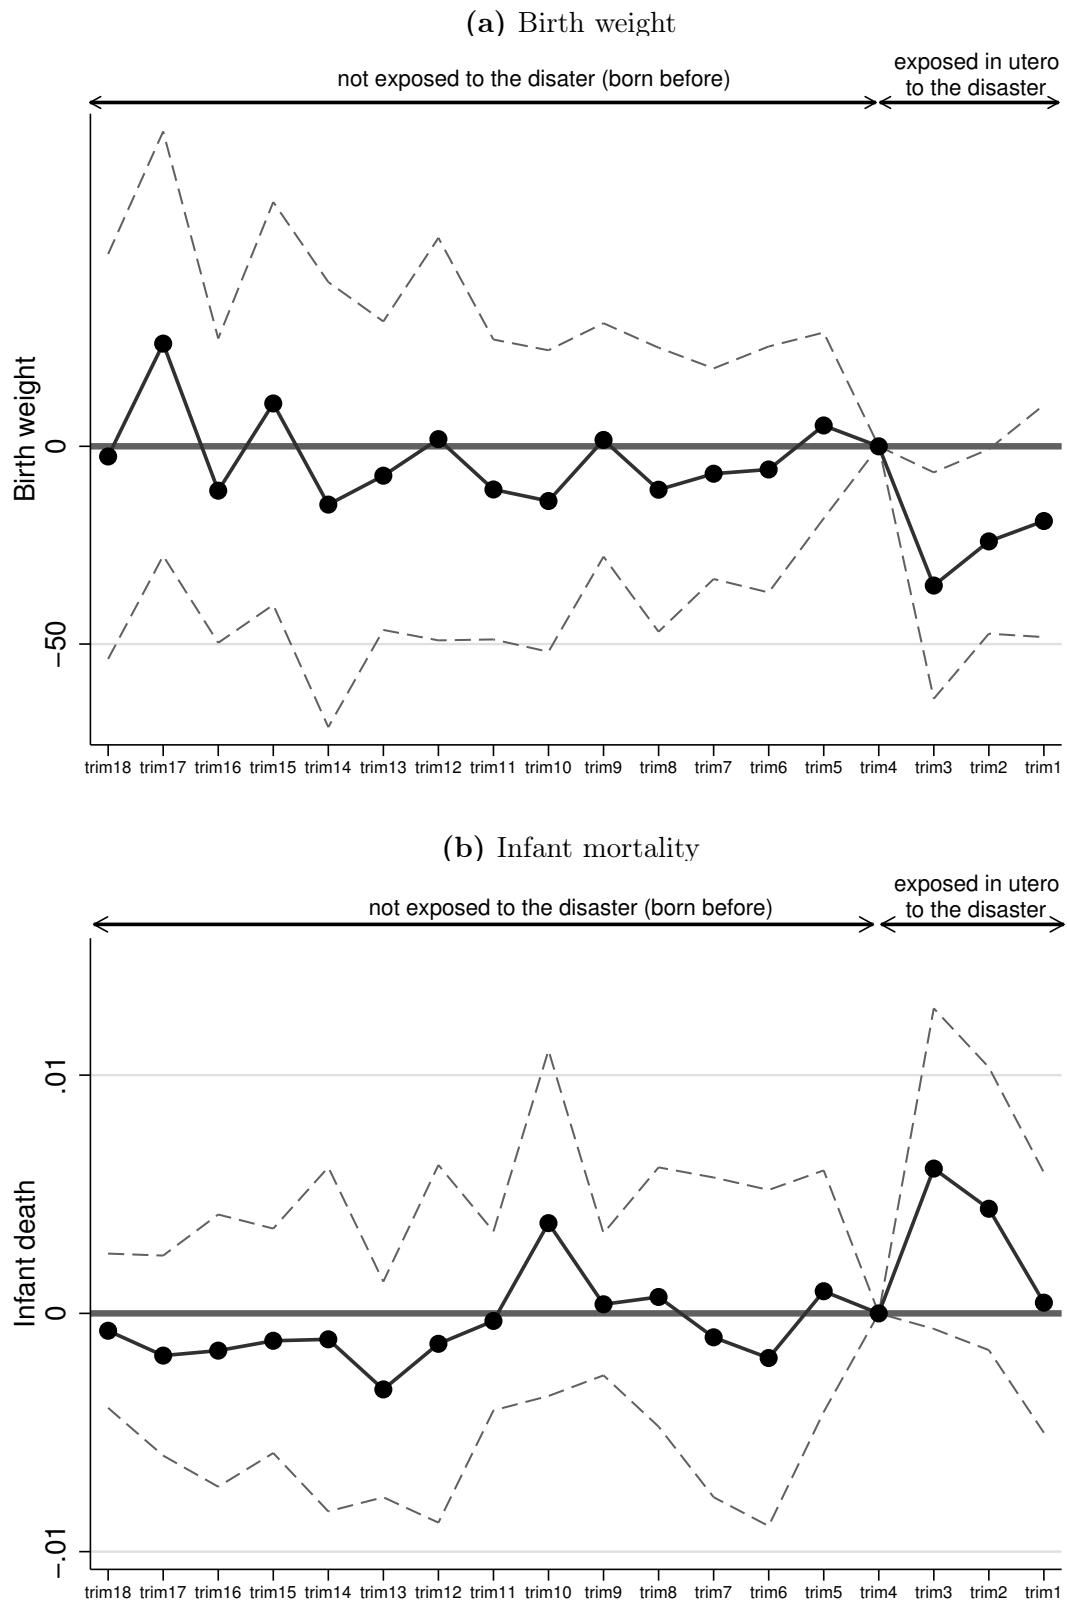 (a) Birth weight
exposed in utero
not exposed to the disater (born before)
to the disaster
Birth weight
0
−50
trim18 trim17 trim16 trim15 trim14 trim13 trim12 trim11 trim10 trim9 trim8 trim7 trim6 trim5 trim4 trim3 trim2 trim1
(b) Infant mortality
exposed in utero
not exposed to the disaster (born before)
to the disaster
Infant death
.01
0
−.01
trim18 trim17 trim16 trim15 trim14 trim13 trim12 trim11 trim10 trim9 trim8 trim7 trim6 trim5 trim4 trim3 trim2 trim1